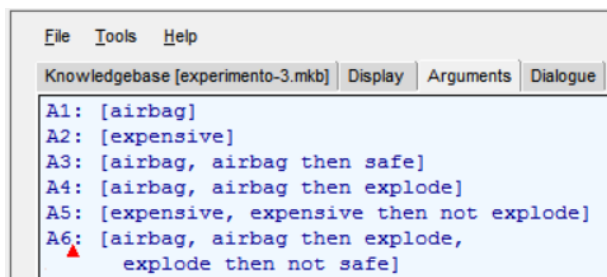 File Tools Help
Knowledgebase [experimento-3.mkb] Display Arguments Dialogue
A1: [airbag]
A2: [expensive]
A3: [airbag, airbag then safe]
A4: [airbag, airbag then explode]
A5: [expensive, expensive then not explode]
A6: [airbag, airbag then explode,
explode then not safe]